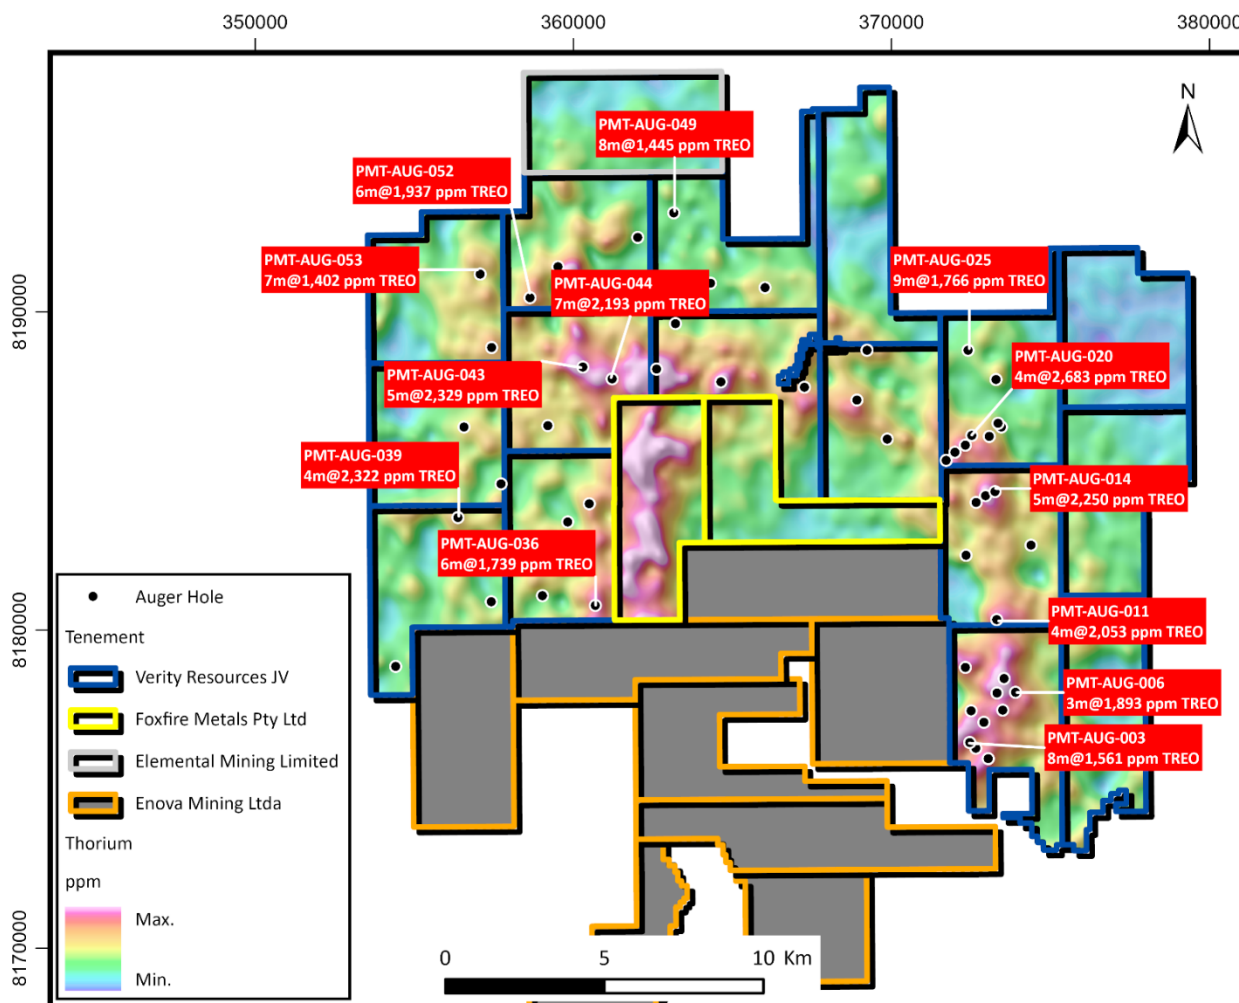 350000
360000
370000
380000
N
PMT-AUG-049
8m@1,445 ppm TREO
PMT-AUG-052
6m@1,937 ppm TREO
PMT-AUG-053
7m@1,402 ppm TREO
PMT-AUG-044
7m@2,193 ppm TREO
PMT-AUG-025
9m@1,766 ppm TREO
8190000
PMT-AUG-020
4m@2,683 ppm TREO
PMT-AUG-043
5m@2,329 ppm TREO
PMT-AUG-039
4m@2,322 ppm TREO
PMT-AUG-014
5m@2,250 ppm TREO
PMT-AUG-036
6m@1,739 ppm TREO
8180000
PMT-AUG-011
4m@2,053 ppm TREO
PMT-AUG-006
3m@1,893 ppm TREO
PMT-AUG-003
8m@1,561 ppm TREO
8170000
Auger Hole
Tenement
Verity Resources JV
Foxfire Metals Pty Ltd
Elemental Mining Limited
Enova Mining Ltda
Thorium
ppm
Max.
Min.
0 5 10 Km